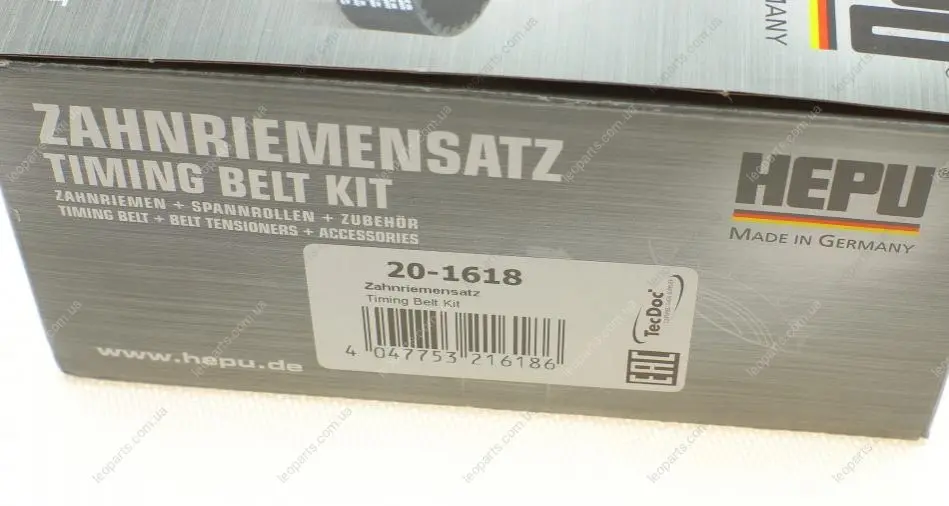 MANY
ZAHNRIEMENSATZ
TIMING BELT KIT
ZAHNRIEMEN + SPANNROLLEN + ZUBEHÖR
TIMING BELT + BELT TENSIONERS + ACCESSORIES
HEPU
MADE IN GERMANY
20-1618
Zahnriemensatz
Timing Belt Kit
4 047753 216186
TecDoc
EAC
www.hepu.de
leoparts.com.ua